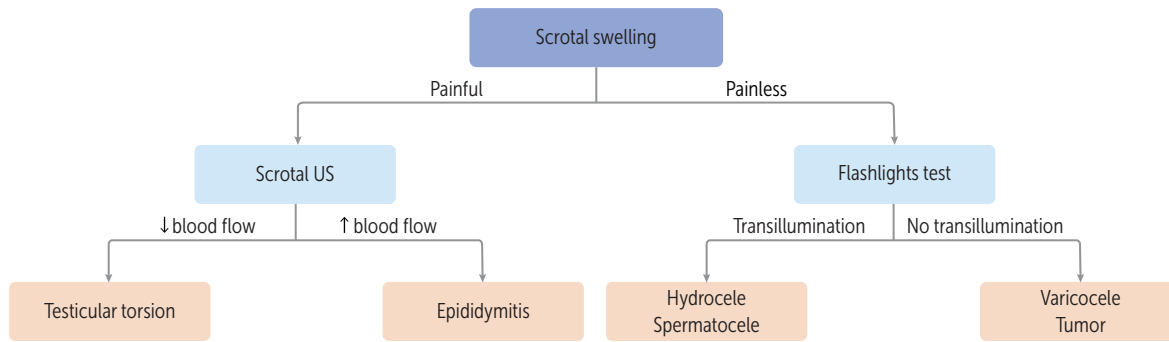 Scrotal swelling
Painful
Painless
Scrotal US
Flashlights test
↓ blood flow
↑ blood flow
Transillumination
No transillumination
Testicular torsion
Epididymitis
Hydrocele
Spermatocele
Varicocele
Tumor